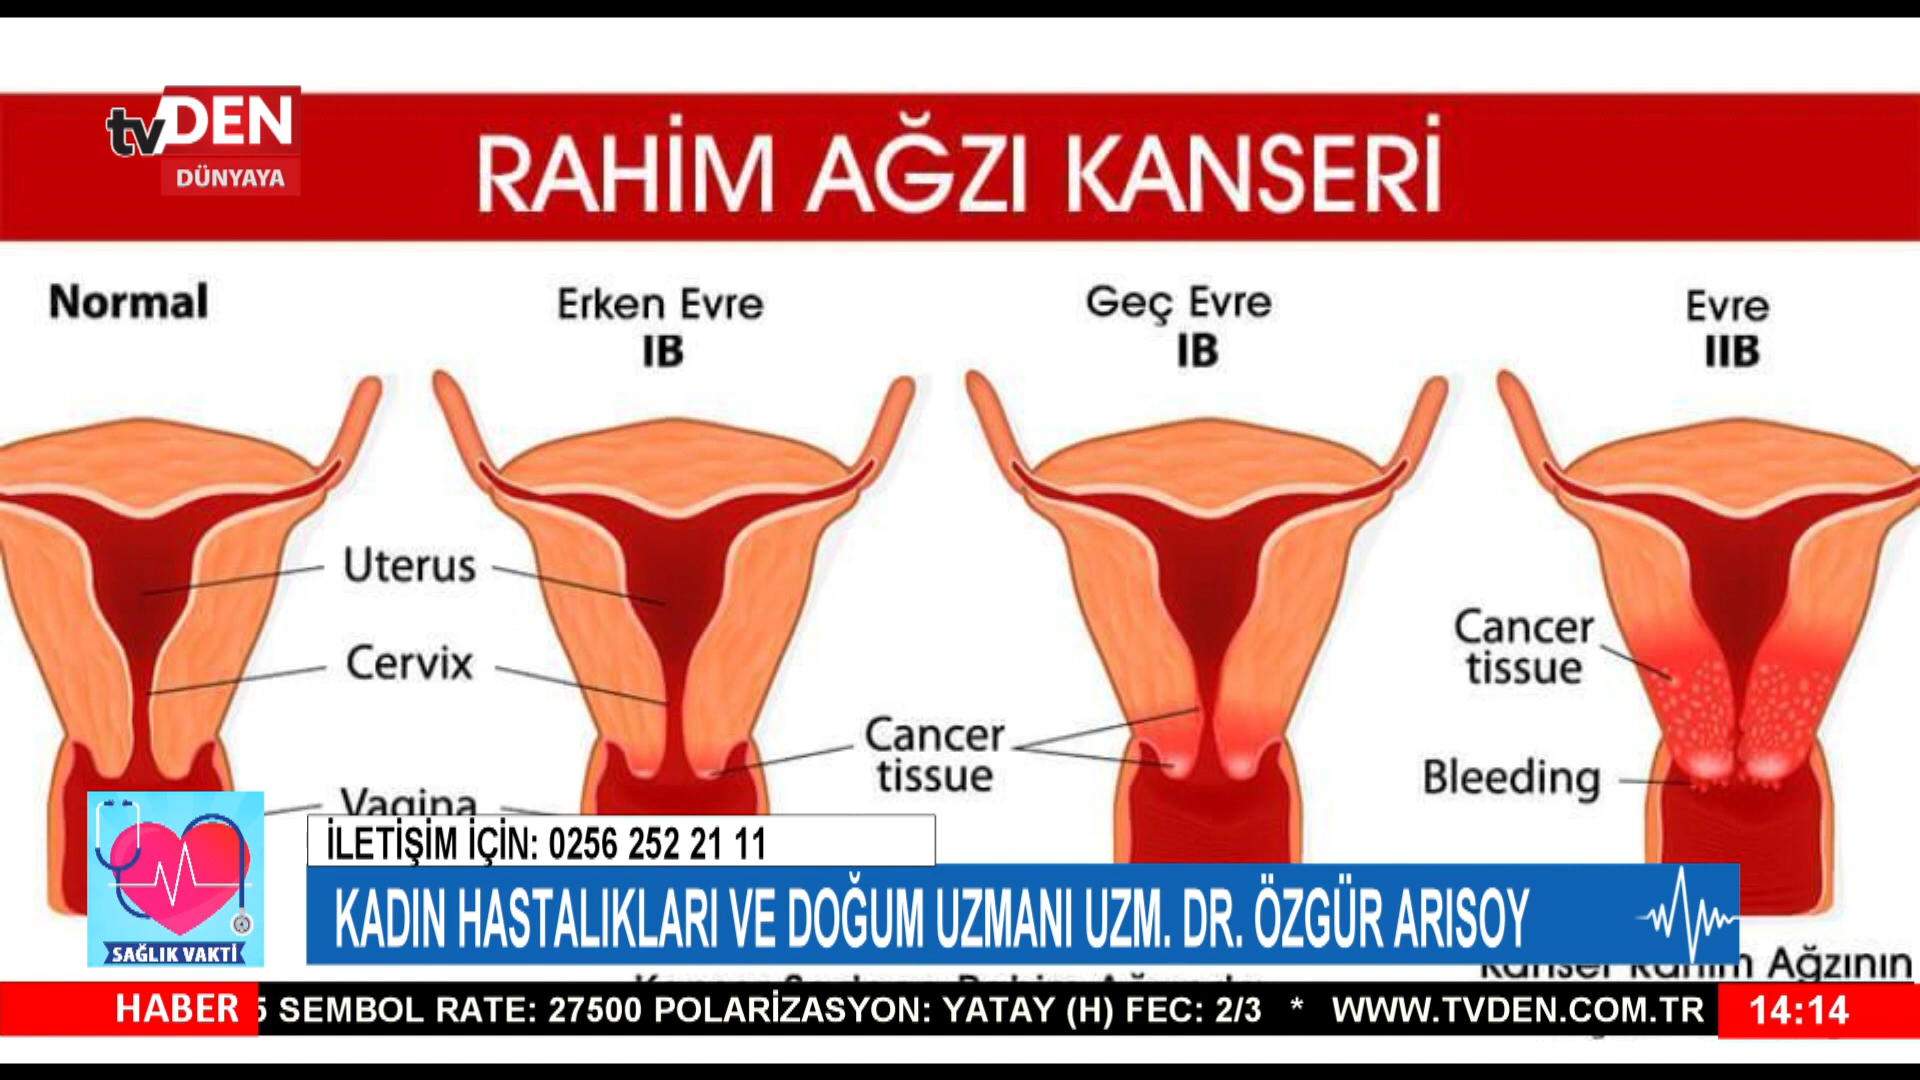 tvDEN
DÜNYAYA
RAHİM AĞZI KANSERİ
Normal
Erken Evre
IB
Geç Evre
IB
Evre
IIB
Uterus
Cervix
Vagina
Cancer
tissue
Cancer
tissue
Bleeding
İLETİŞİM İÇİN: 0256 252 21 11
KADIN HASTALIKLARI VE DOĞUM UZMANI UZM. DR. ÖZGÜR ARISOY
SAĞLIK VAKTİ
Kanser Rahim Ağzının
HABER
5 SEMBOL RATE: 27500 POLARİZASYON: YATAY (H) FEC: 2/3 * WWW.TVDEN.COM.TR
14:14